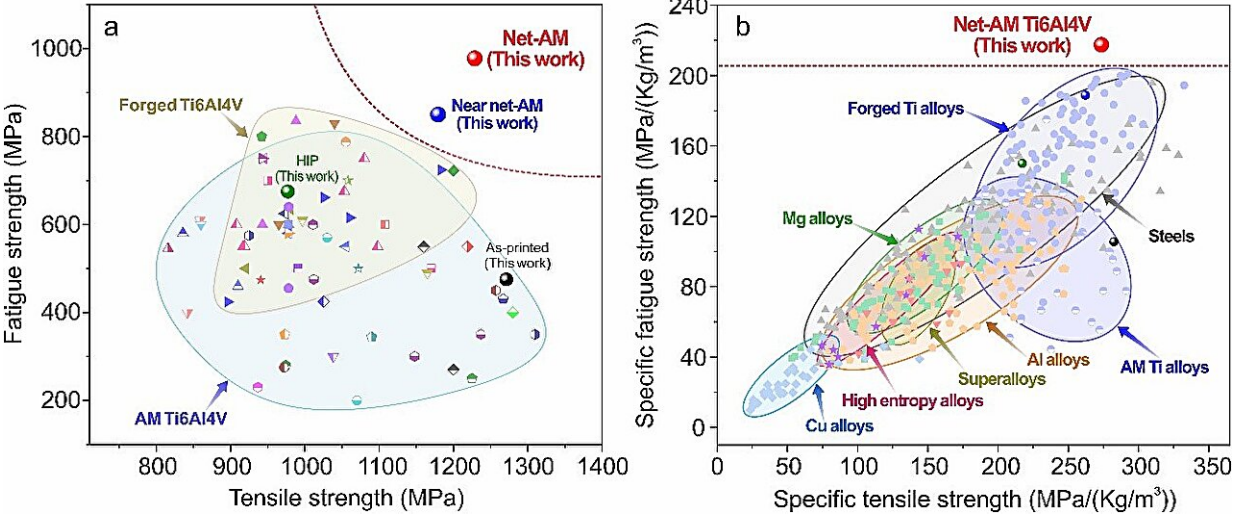 a
1000
800
600
400
200
800
900
1000
1100
1200
1300
1400
Fatigue strength (MPa)
Tensile strength (MPa)
Net-AM
(This work)
Near net-AM
(This work)
Forged Ti6Al4V
HIP
(This work)
As-printed
(This work)
AM Ti6Al4V
b
240
200
160
120
80
40
0
0
50
100
150
200
250
300
350
Specific fatigue strength (MPa/(Kg/m³))
Specific tensile strength (MPa/(Kg/m³))
Net-AM Ti6Al4V
(This work)
Forged Ti alloys
Mg alloys
Steels
Al alloys
AM Ti alloys
Superalloys
High entropy alloys
Cu alloys